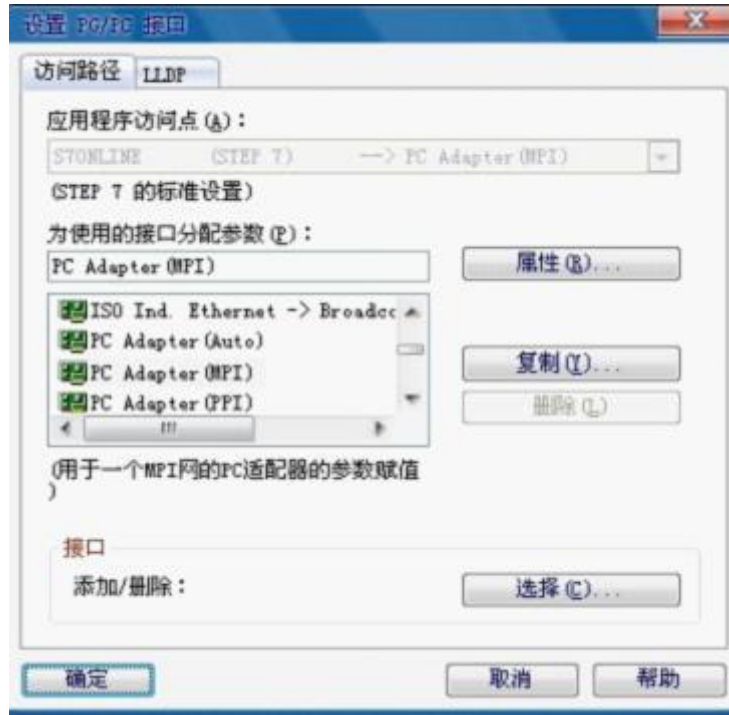 设置 PG/PC 接口
访问路径 LLDP
应用程序访问点(A):
S7ONLINE (STEP 7) --> PC Adapter(MPI)
(STEP 7 的标准设置)
为使用的接口分配参数(P):
PC Adapter(MPI)
属性(R)...
ISO Ind. Ethernet -> Broadcc
PC Adapter(Auto)
PC Adapter(MPI)
复制(Y)...
PC Adapter(PPI)
删除(L)
(用于一个MPI网的PC适配器的参数赋值
)
接口
添加/删除:
选择(C)...
确定 取消 帮助